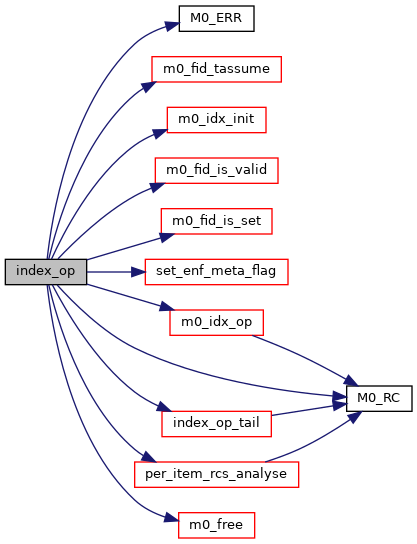 M0_ERR
m0_fid_tassume
m0_idx_init
m0_fid_is_valid
m0_fid_is_set
index_op
set_enf_meta_flag
m0_idx_op
M0_RC
index_op_tail
per_item_rcs_analyse
m0_free